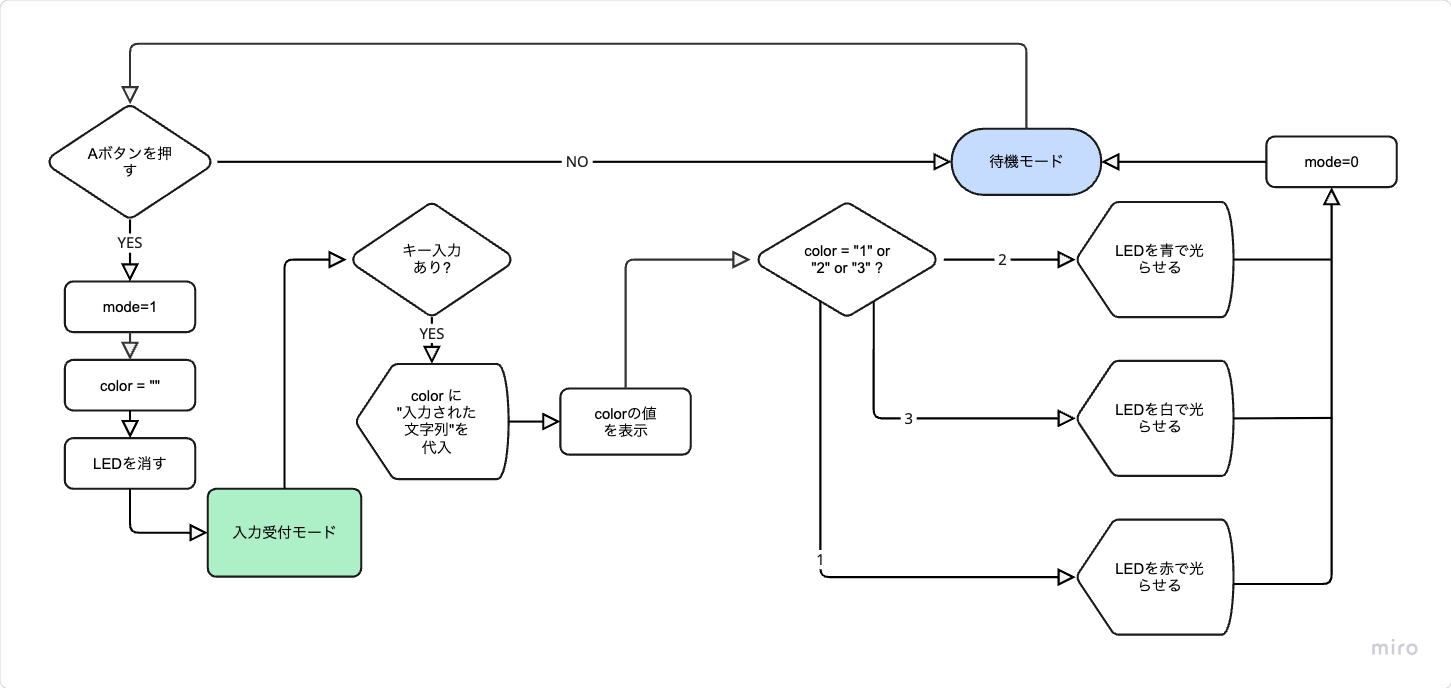 Aボタンを押
す
NO
待機モード
mode=0
YES
mode=1
color = ""
LEDを消す
入力受付モード
キー入力
あり?
YES
color に
"入力された
文字列"を
代入
colorの値
を表示
color = "1" or
"2" or "3" ?
2
LEDを青で光
らせる
3
LEDを白で光
らせる
1
LEDを赤で光
らせる
miro